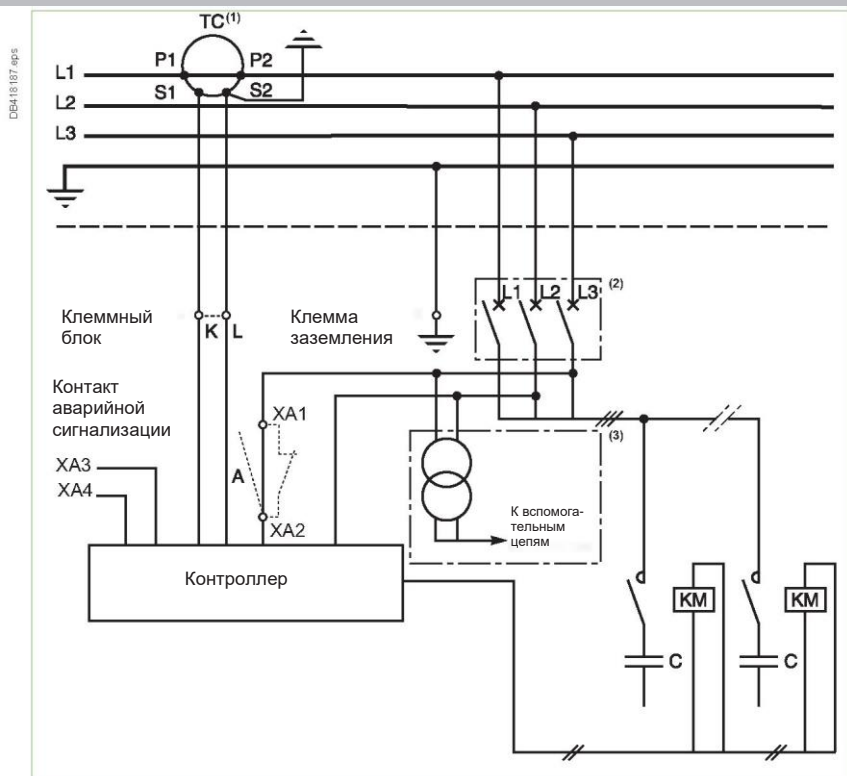 DB418187.eps
TC(1)
P1 P2
L1
S1 S2
L2
L3
L1 L2 L3 (2)
Клеммный
блок
K L
Клемма
заземления
Контакт
аварийной
сигнализации
XA1
(3)
XA3
XA4
A
XA2
К вспомога-
тельным
цепям
Контроллер
KM KM
C C